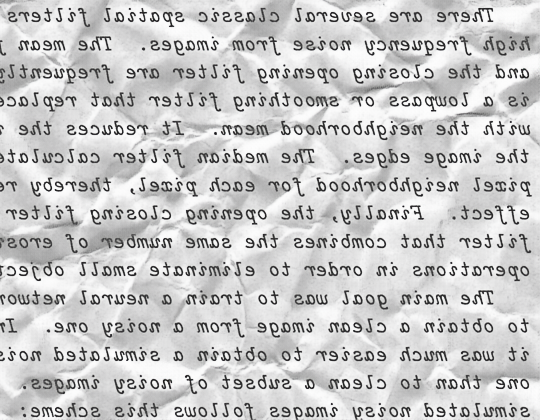 There are several classic spatial filters
high frequency noise from images. The mean
and the closing opening filter are frequently
is a lowpass or smoothing filter that replace
with the neighborhood mean. It reduces the
the image edges. The median filter calculate
pixel neighborhood for each pixel, thereby re
effect. Finally, the opening closing filter
filter that combines the same number of erosi
operations in order to eliminate small object
The main goal was to train a neural networ
to obtain a clean image from a noisy one. In
it was much easier to obtain a simulated nois
one than to clean a subset of noisy images.
simulated noisy images follows this scheme: